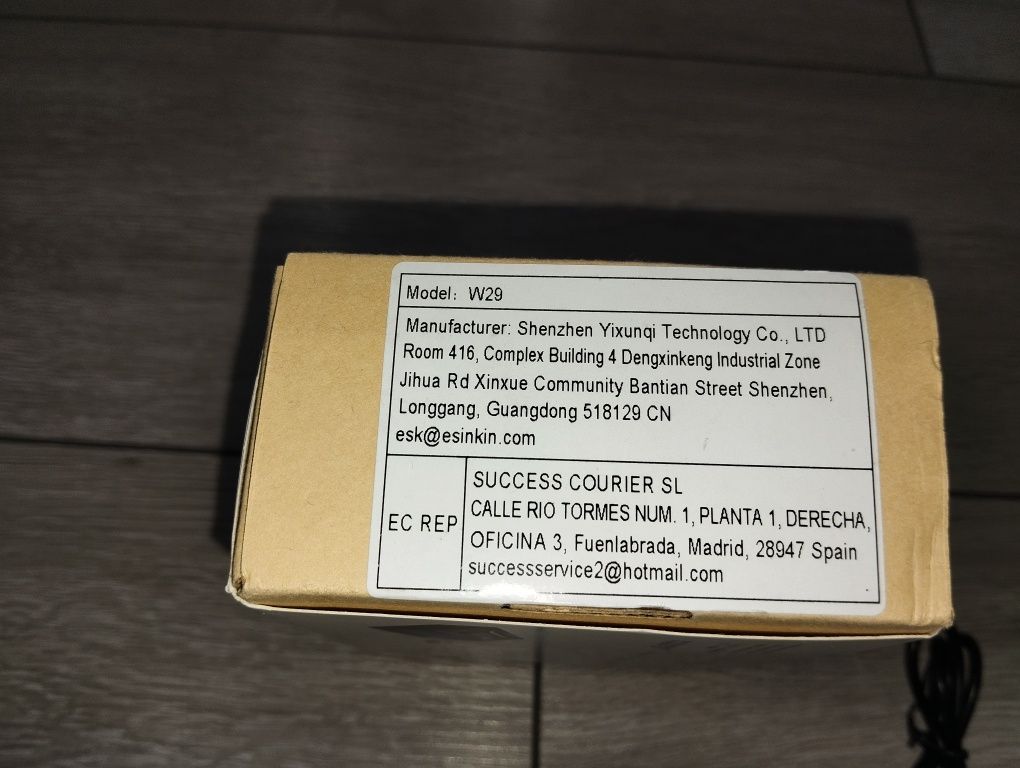 Model: W29
Manufacturer: Shenzhen Yixunqi Technology Co., LTD
Room 416, Complex Building 4 Dengxinkeng Industrial Zone
Jihua Rd Xinxue Community Bantian Street Shenzhen,
Longgang, Guangdong 518129 CN
esk@esinkin.com
EC REP
SUCCESS COURIER SL
CALLE RIO TORMES NUM. 1, PLANTA 1, DERECHA,
OFICINA 3, Fuenlabrada, Madrid, 28947 Spain
successservice2@hotmail.com